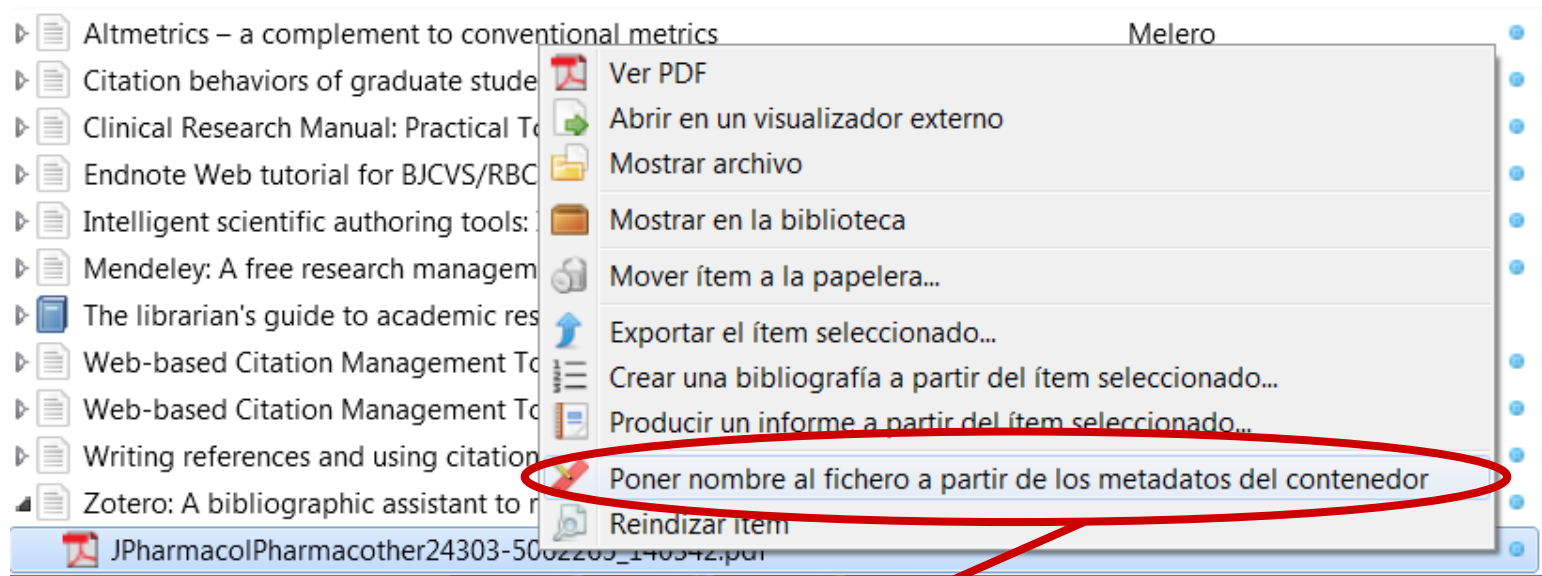 Altmetrics – a complement to conventional metrics Melero
Citation behaviors of graduate stude
Clinical Research Manual: Practical To
Endnote Web tutorial for BJCVS/RBC
Intelligent scientific authoring tools:
Mendeley: A free research managem
The librarian's guide to academic res
Web-based Citation Management To
Web-based Citation Management To
Writing references and using citation
Zotero: A bibliographic assistant to
JPharmacolPharmacother24303-5062265_140342.pdf
Ver PDF
Abrir en un visualizador externo
Mostrar archivo
Mostrar en la biblioteca
Mover ítem a la papelera...
Exportar el ítem seleccionado...
Crear una bibliografía a partir del ítem seleccionado...
Producir un informe a partir del ítem seleccionado...
Poner nombre al fichero a partir de los metadatos del contenedor
Reindizar ítem